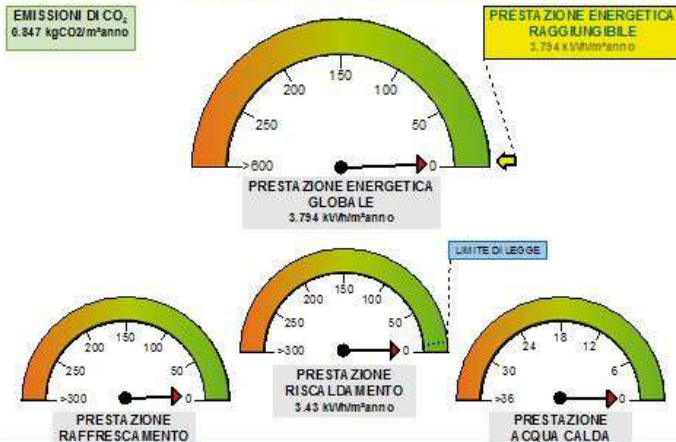 EMISSIONI DI CO₂
0.847 kgCO2/m²anno
PRESTAZIONE ENERGETICA
RAGGIUNGIBILE
3.794 kWh/m²anno
150
200
100
250
50
>600
0
PRESTAZIONE ENERGETICA
GLOBALE
3.794 kWh/m²anno
LIMITE DI LEGGE
150
200
100
250
50
>300
0
PRESTAZIONE
RISCALDAMENTO
3.43 kWh/m²anno
150
200
100
250
50
>300
0
PRESTAZIONE
RAFFRESCAMENTO
18
24
12
30
6
>36
0
PRESTAZIONE
ACQUA CALDA